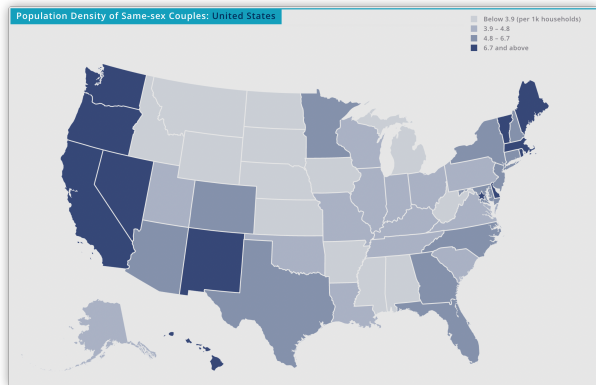 Population Density of Same-sex Couples: United States
Below 3.9 (per 1k households)
3.9 – 4.8
4.8 – 6.7
6.7 and above